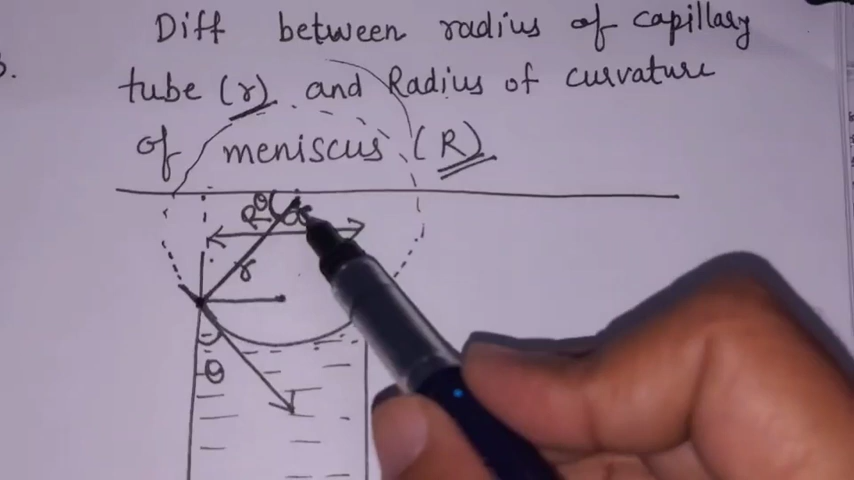 Diff between radius of capillary
tube (r) and Radius of curvature
of meniscus (R)
R θ
r
θ